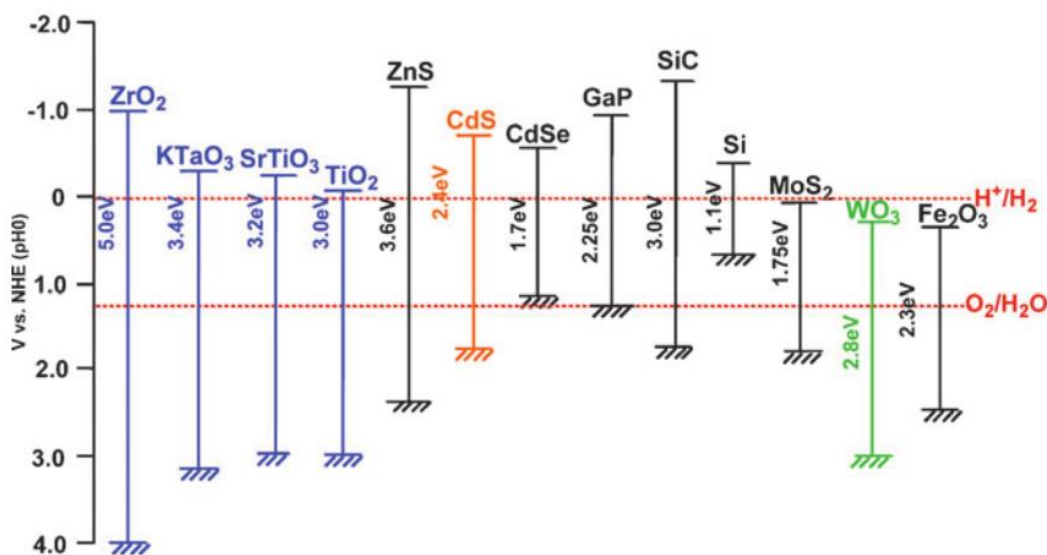 V vs. NHE (pH0)
-2.0
-1.0
0
1.0
2.0
3.0
4.0
ZrO2
5.0eV
KTaO3
3.4eV
SrTiO3
3.2eV
TiO2
3.0eV
ZnS
3.6eV
CdS
2.4eV
CdSe
1.7eV
GaP
2.25eV
SiC
3.0eV
Si
1.1eV
MoS2
1.75eV
WO3
2.8eV
Fe2O3
2.3eV
H+/H2
O2/H2O